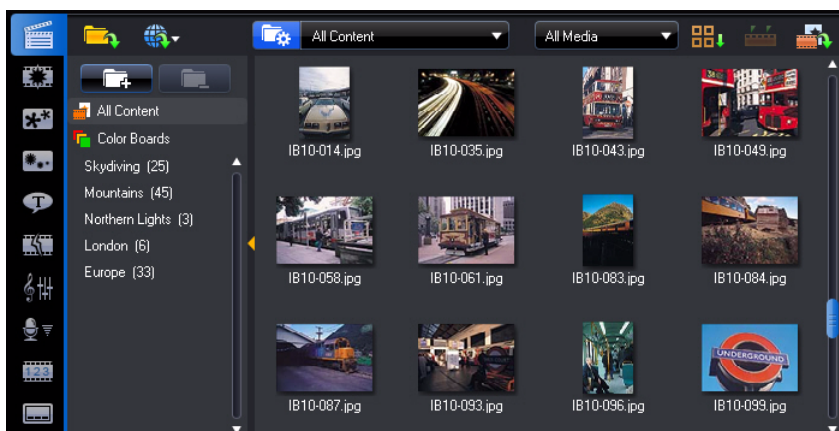 All Content
All Media
All Content
Color Boards
Skydiving (25)
Mountains (45)
Northern Lights (3)
London (6)
Europe (33)
IB10-014.jpg
IB10-035.jpg
IB10-043.jpg
IB10-049.jpg
IB10-058.jpg
IB10-061.jpg
IB10-083.jpg
IB10-084.jpg
IB10-087.jpg
IB10-093.jpg
IB10-096.jpg
UNDERGROUND
IB10-099.jpg
T
123